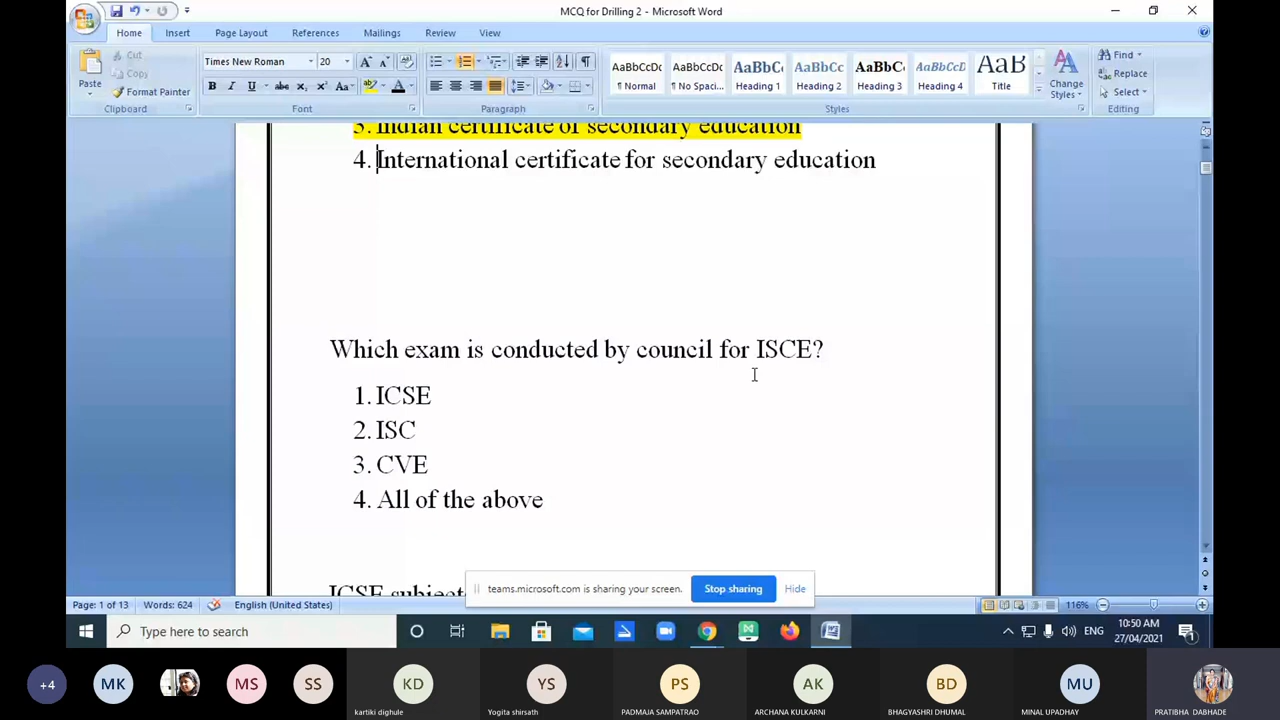 MCQ for Drilling 2 - Microsoft Word
Home Insert Page Layout References Mailings Review View
Paste
Cut
Copy
Format Painter
Clipboard
Times New Roman 20
Font
Paragraph
AaBbCcDc AaBbCcDc AaBbC AaBbCc AaBbCc AaBbCcD AaB
¶ Normal ¶ No Spaci... Heading 1 Heading 2 Heading 3 Heading 4 Title
Change Styles
Styles
Find
Replace
Select
Editing
3. Indian certificate of secondary education
4. International certificate for secondary education
Which exam is conducted by council for ISCE?
1. ICSE
2. ISC
3. CVE
4. All of the above
ICSE subject
teams.microsoft.com is sharing your screen. Stop sharing Hide
Page: 1 of 13 Words: 624 English (United States) 116%
Type here to search
ENG
10:50 AM
27/04/2021
1
+4 MK MS SS KD YS PS AK BD MU
kartiki dighule Yogita shirsath PADMAJA SAMPATRAO ARCHANA KULKARNI BHAGYASHRI DHUMAL MINAL UPADHAY PRATIBHA DABHADE